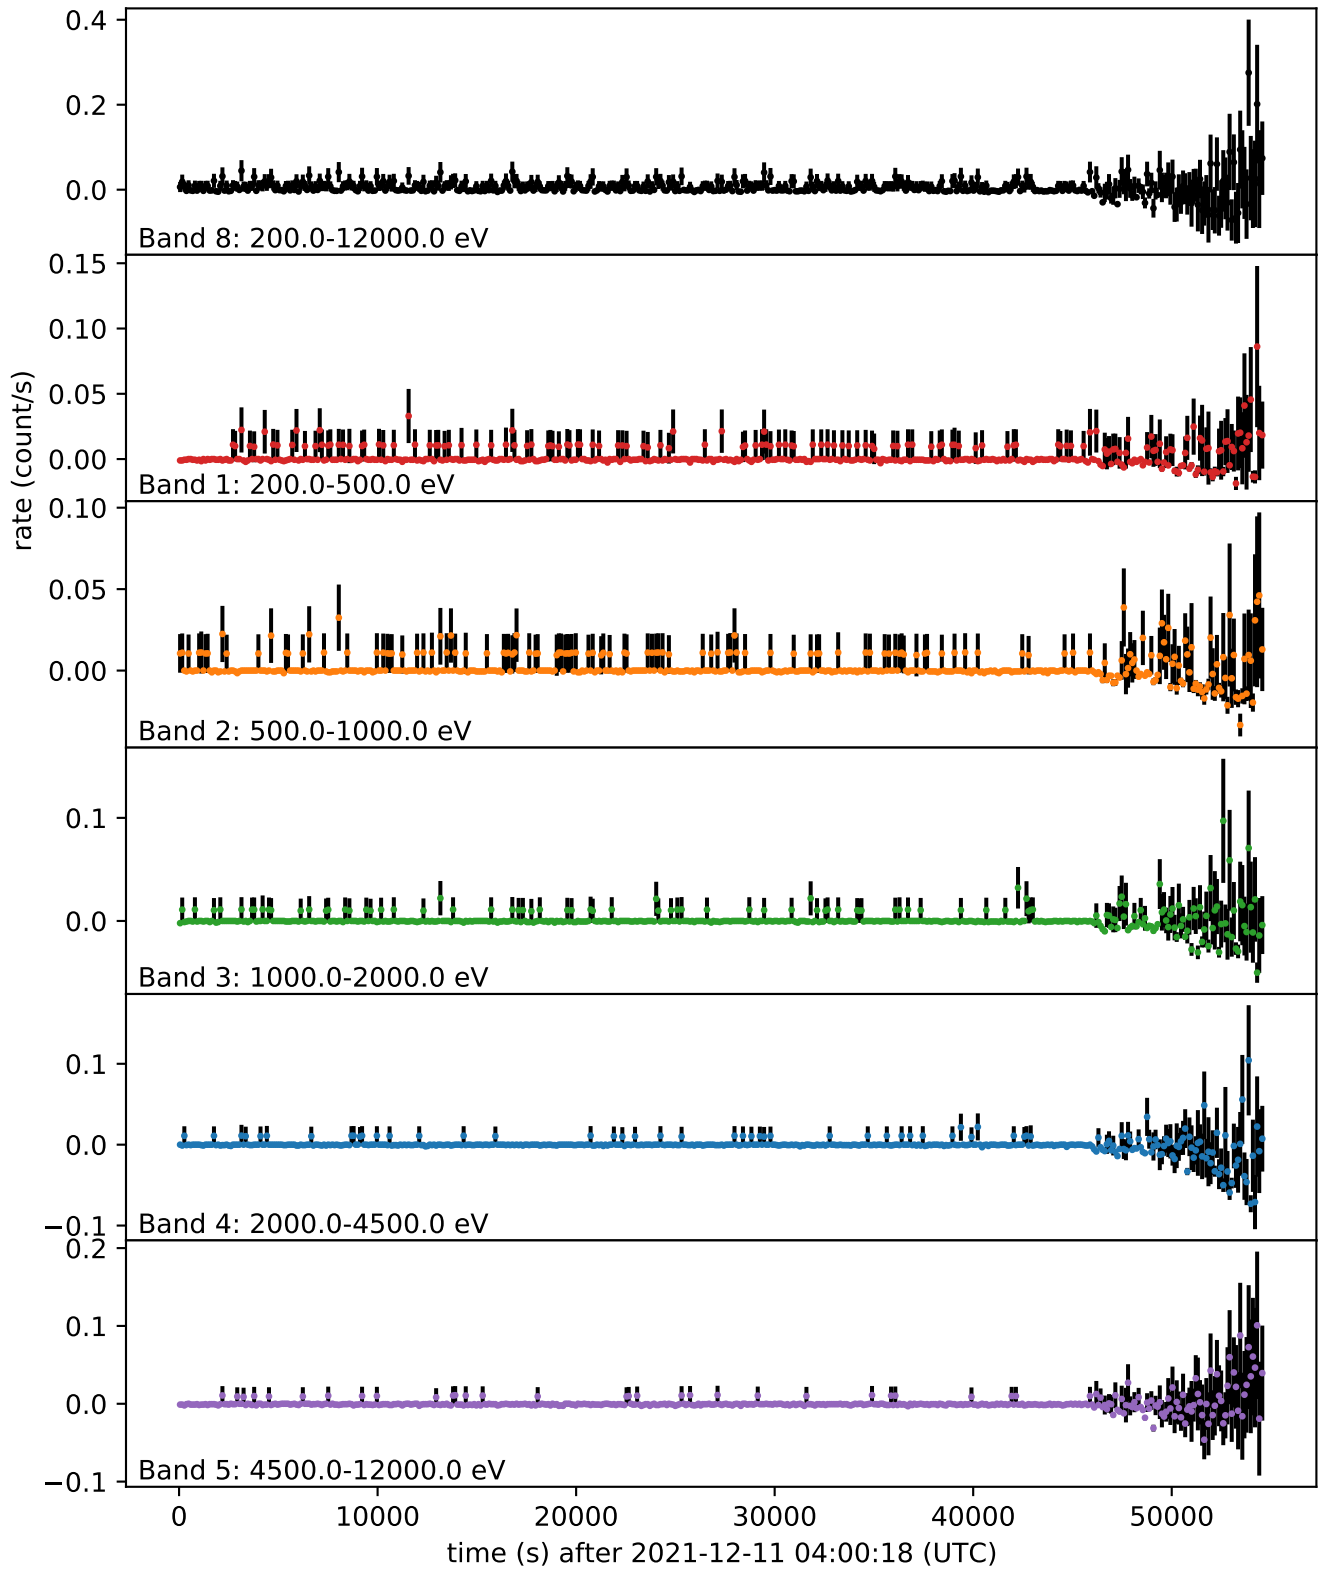 0.4
0.2
0.0
Band 8: 200.0-12000.0 eV
0.15
0.10
0.05
0.00
Band 1: 200.0-500.0 eV
rate (count/s)
0.10
0.05
0.00
Band 2: 500.0-1000.0 eV
0.1
0.0
Band 3: 1000.0-2000.0 eV
0.1
0.0
−0.1
Band 4: 2000.0-4500.0 eV
0.2
0.1
0.0
−0.1
Band 5: 4500.0-12000.0 eV
0 10000 20000 30000 40000 50000
time (s) after 2021-12-11 04:00:18 (UTC)